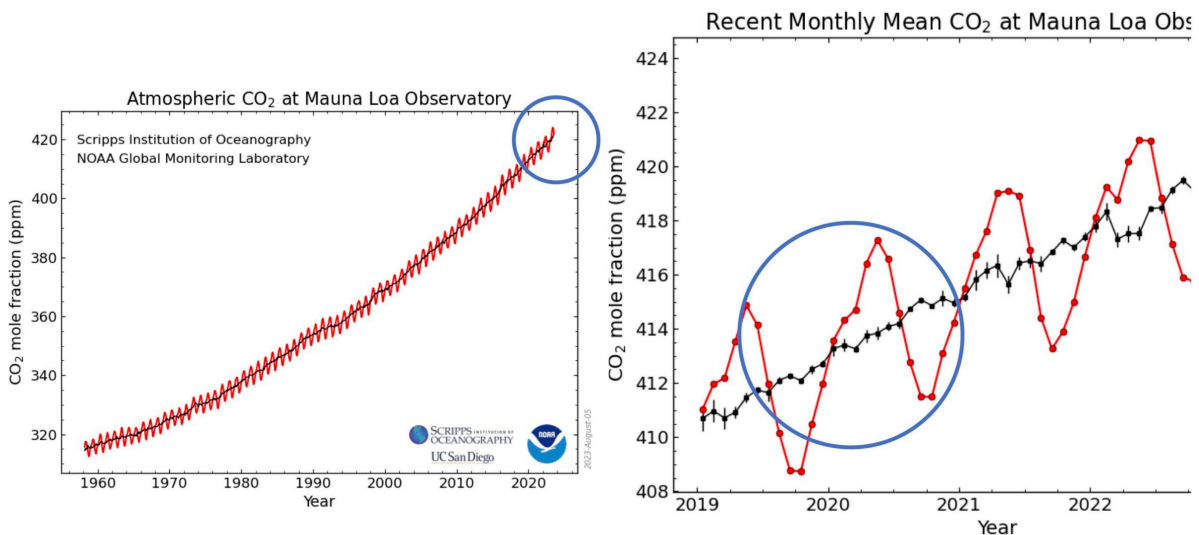 Atmospheric CO₂ at Mauna Loa Observatory
Scripps Institution of Oceanography
NOAA Global Monitoring Laboratory
CO₂ mole fraction (ppm)
420
400
380
360
340
320
1960 1970 1980 1990 2000 2010 2020
Year
SCRIPPS INSTITUTION OF
OCEANOGRAPHY
UC San Diego
NOAA
2023-August-05
Recent Monthly Mean CO₂ at Mauna Loa Obs
CO₂ mole fraction (ppm)
424
422
420
418
416
414
412
410
408
2019 2020 2021 2022
Year